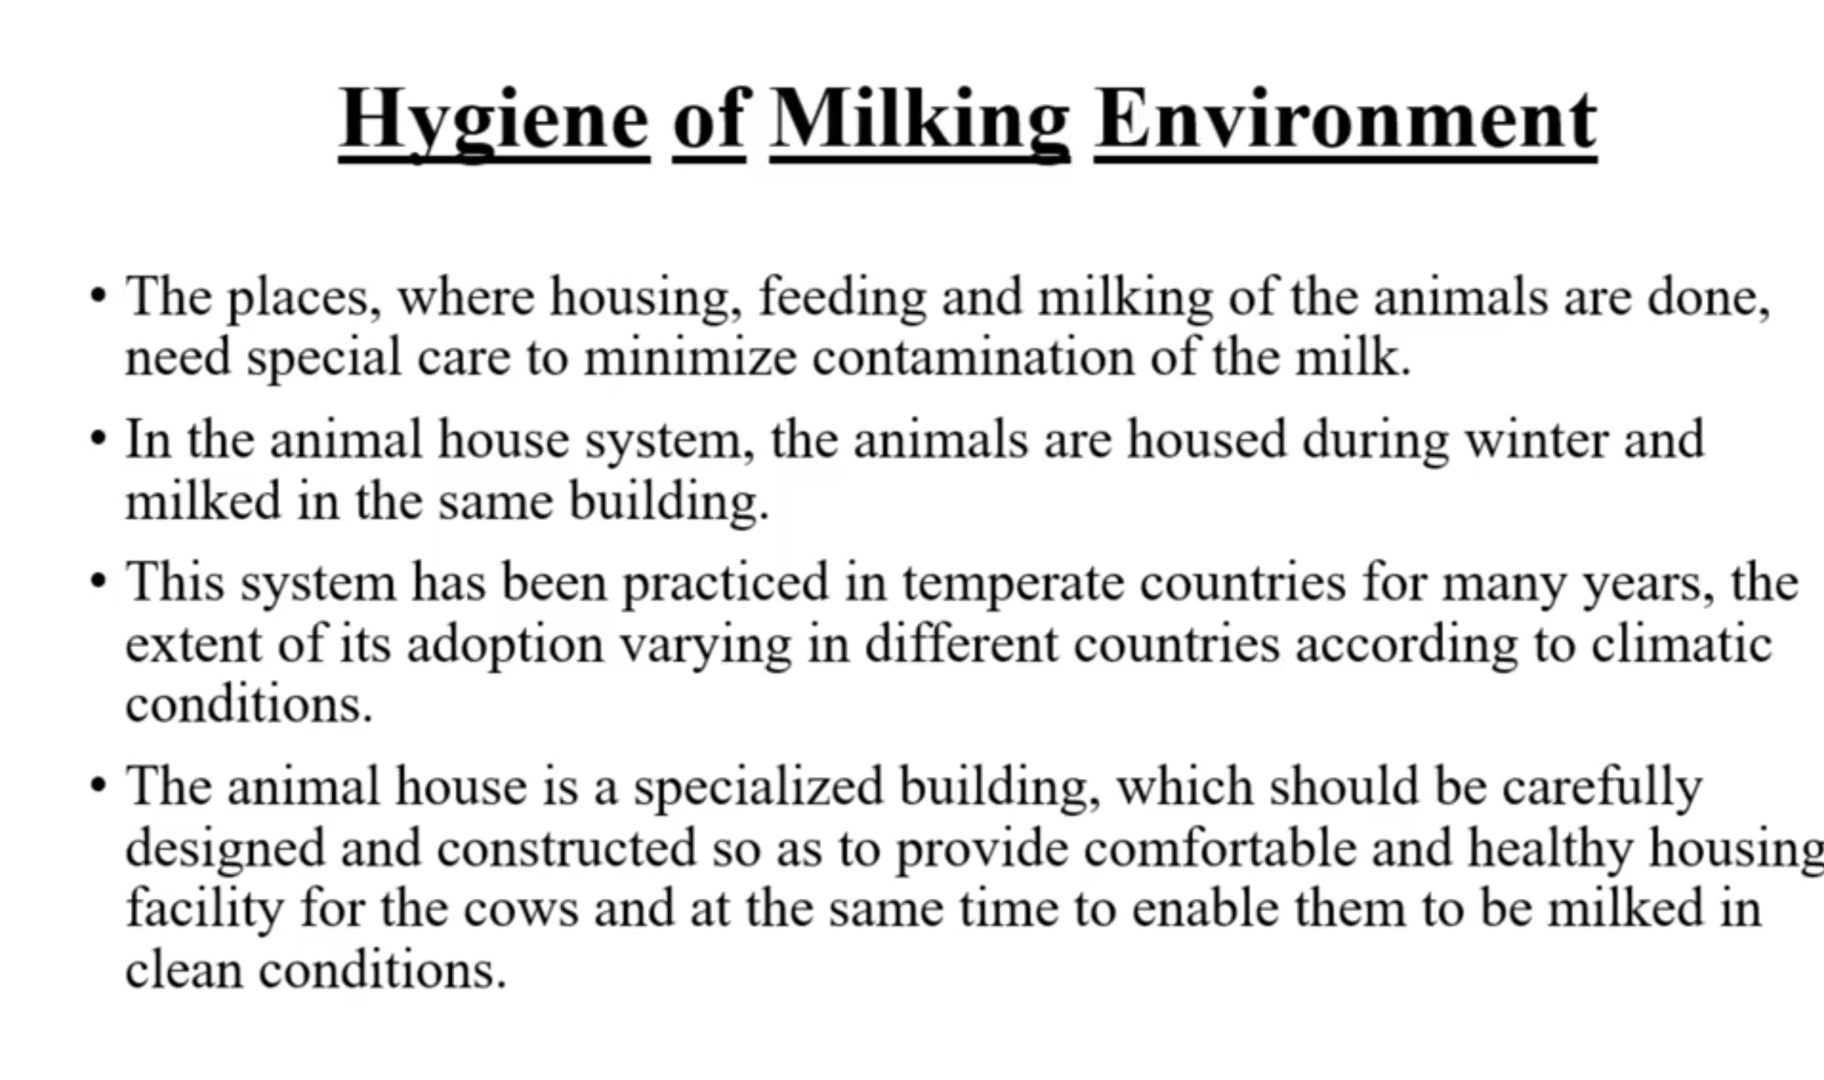 Hygiene of Milking Environment
• The places, where housing, feeding and milking of the animals are done,
need special care to minimize contamination of the milk.
• In the animal house system, the animals are housed during winter and
milked in the same building.
• This system has been practiced in temperate countries for many years, the
extent of its adoption varying in different countries according to climatic
conditions.
• The animal house is a specialized building, which should be carefully
designed and constructed so as to provide comfortable and healthy housing
facility for the cows and at the same time to enable them to be milked in
clean conditions.